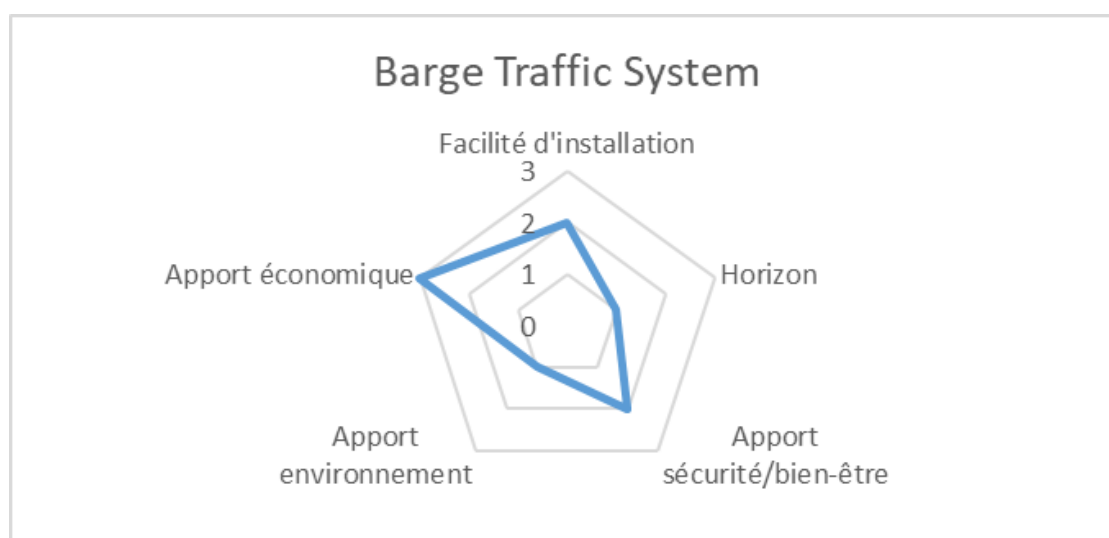 Barge Traffic System
Facilité d'installation
3
2
1
0
Apport économique
Horizon
Apport
environnement
Apport
sécurité/bien-être